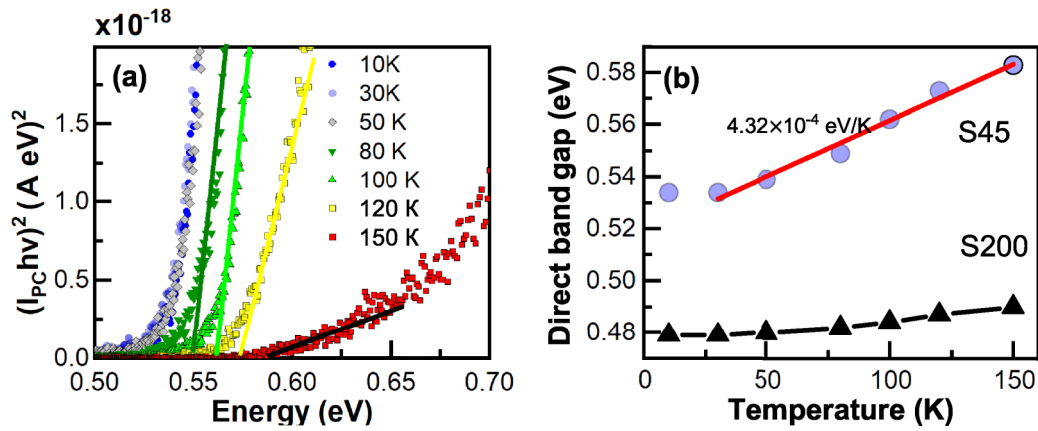 x10⁻¹⁸
(a)
10K
30K
50 K
80 K
100 K
120 K
150 K
1.5
1.0
0.5
0.0
(I_PC hν)² (A eV)²
0.50 0.55 0.60 0.65 0.70
Energy (eV)
(b)
4.32×10⁻⁴ eV/K
S45
S200
0.58
0.56
0.54
0.50
0.48
Direct band gap (eV)
0 50 100 150
Temperature (K)